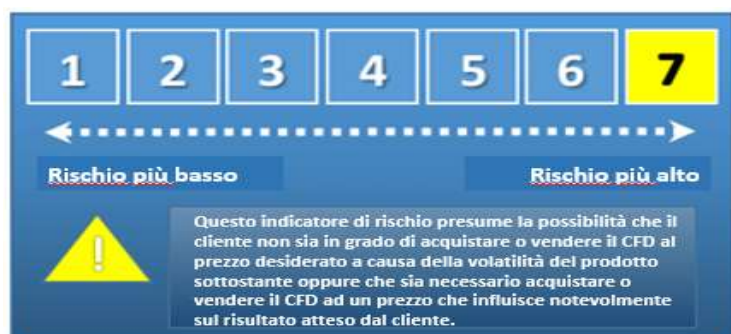 1 2 3 4 5 6 7
Rischio più basso Rischio più alto
!
Questo indicatore di rischio presume la possibilità che il
cliente non sia in grado di acquistare o vendere il CFD al
prezzo desiderato a causa della volatilità del prodotto
sottostante oppure che sia necessario acquistare o
vendere il CFD ad un prezzo che influisce notevolmente
sul risultato atteso dal cliente.